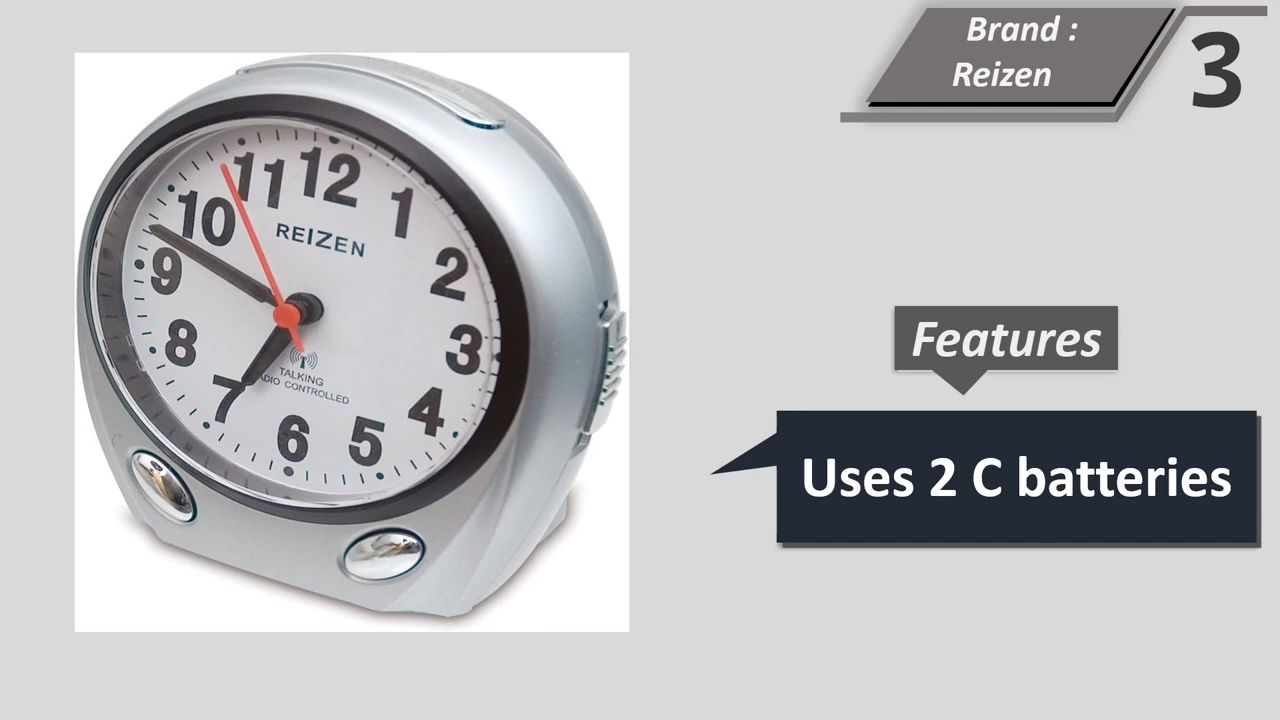 Brand :
Reizen
3
11 12 1
10 2
9 3
8 4
7 6 5
REIZEN
TALKING
CONTROLLED
Features
Uses 2 C batteries